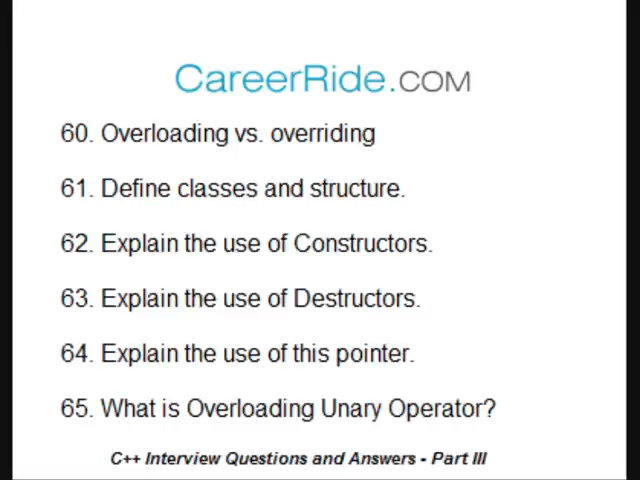 CareerRide.COM
60. Overloading vs. overriding
61. Define classes and structure.
62. Explain the use of Constructors.
63. Explain the use of Destructors.
64. Explain the use of this pointer.
65. What is Overloading Unary Operator?
C++ Interview Questions and Answers - Part III